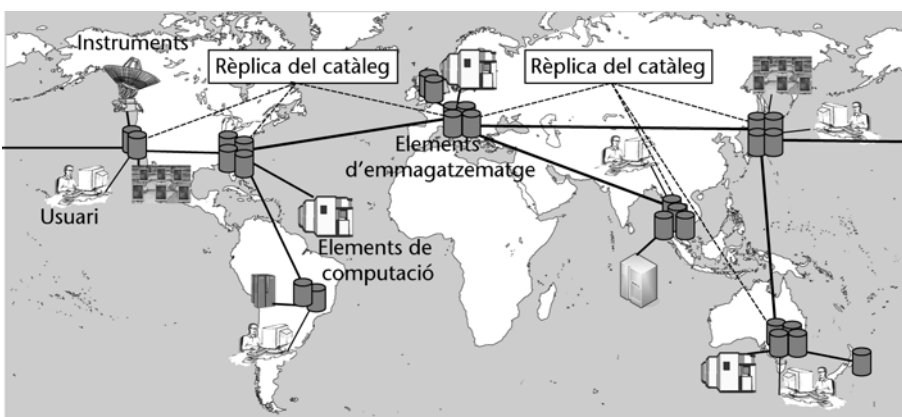 Instruments
Rèplica del catàleg
Rèplica del catàleg
Elements
d’emmagatzematge
Usuari
Elements de
computació